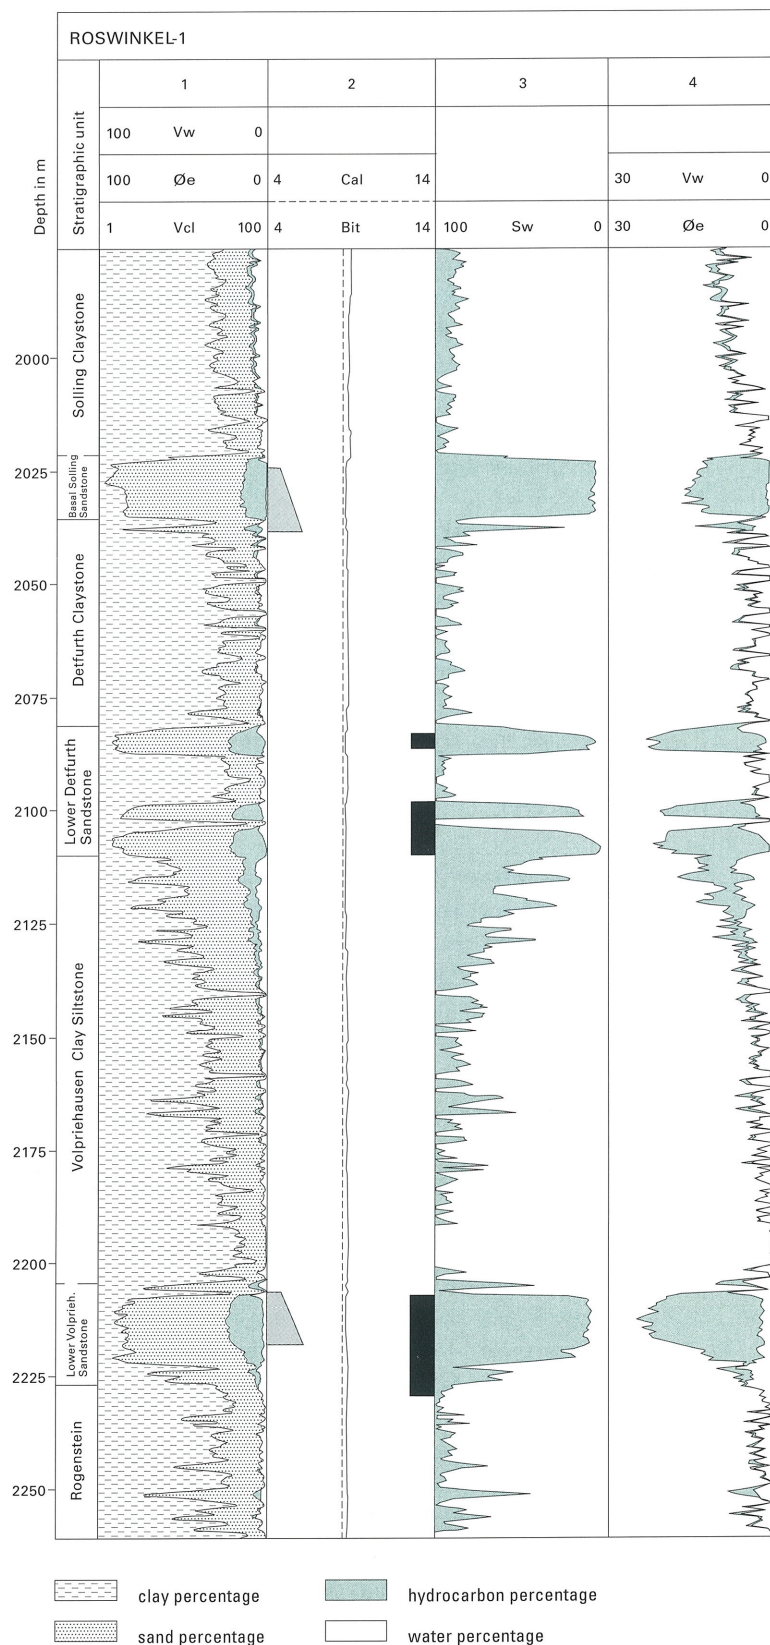 ROSWINKEL-1
Depth in m
Stratigraphic unit
1
2
3
4
100 Vw 0
100 Øe 0
1 Vcl 100
4 Cal 14
4 Bit 14
100 Sw 0
30 Vw 0
30 Øe 0
2000
2025
2050
2075
2100
2125
2150
2175
2200
2225
2250
Solling Claystone
Basal Solling
Sandstone
Detfurth Claystone
Lower Detfurth
Sandstone
Volpriehausen Clay Siltstone
Lower Volprieh.
Sandstone
Rogenstein
clay percentage
hydrocarbon percentage
sand percentage
water percentage